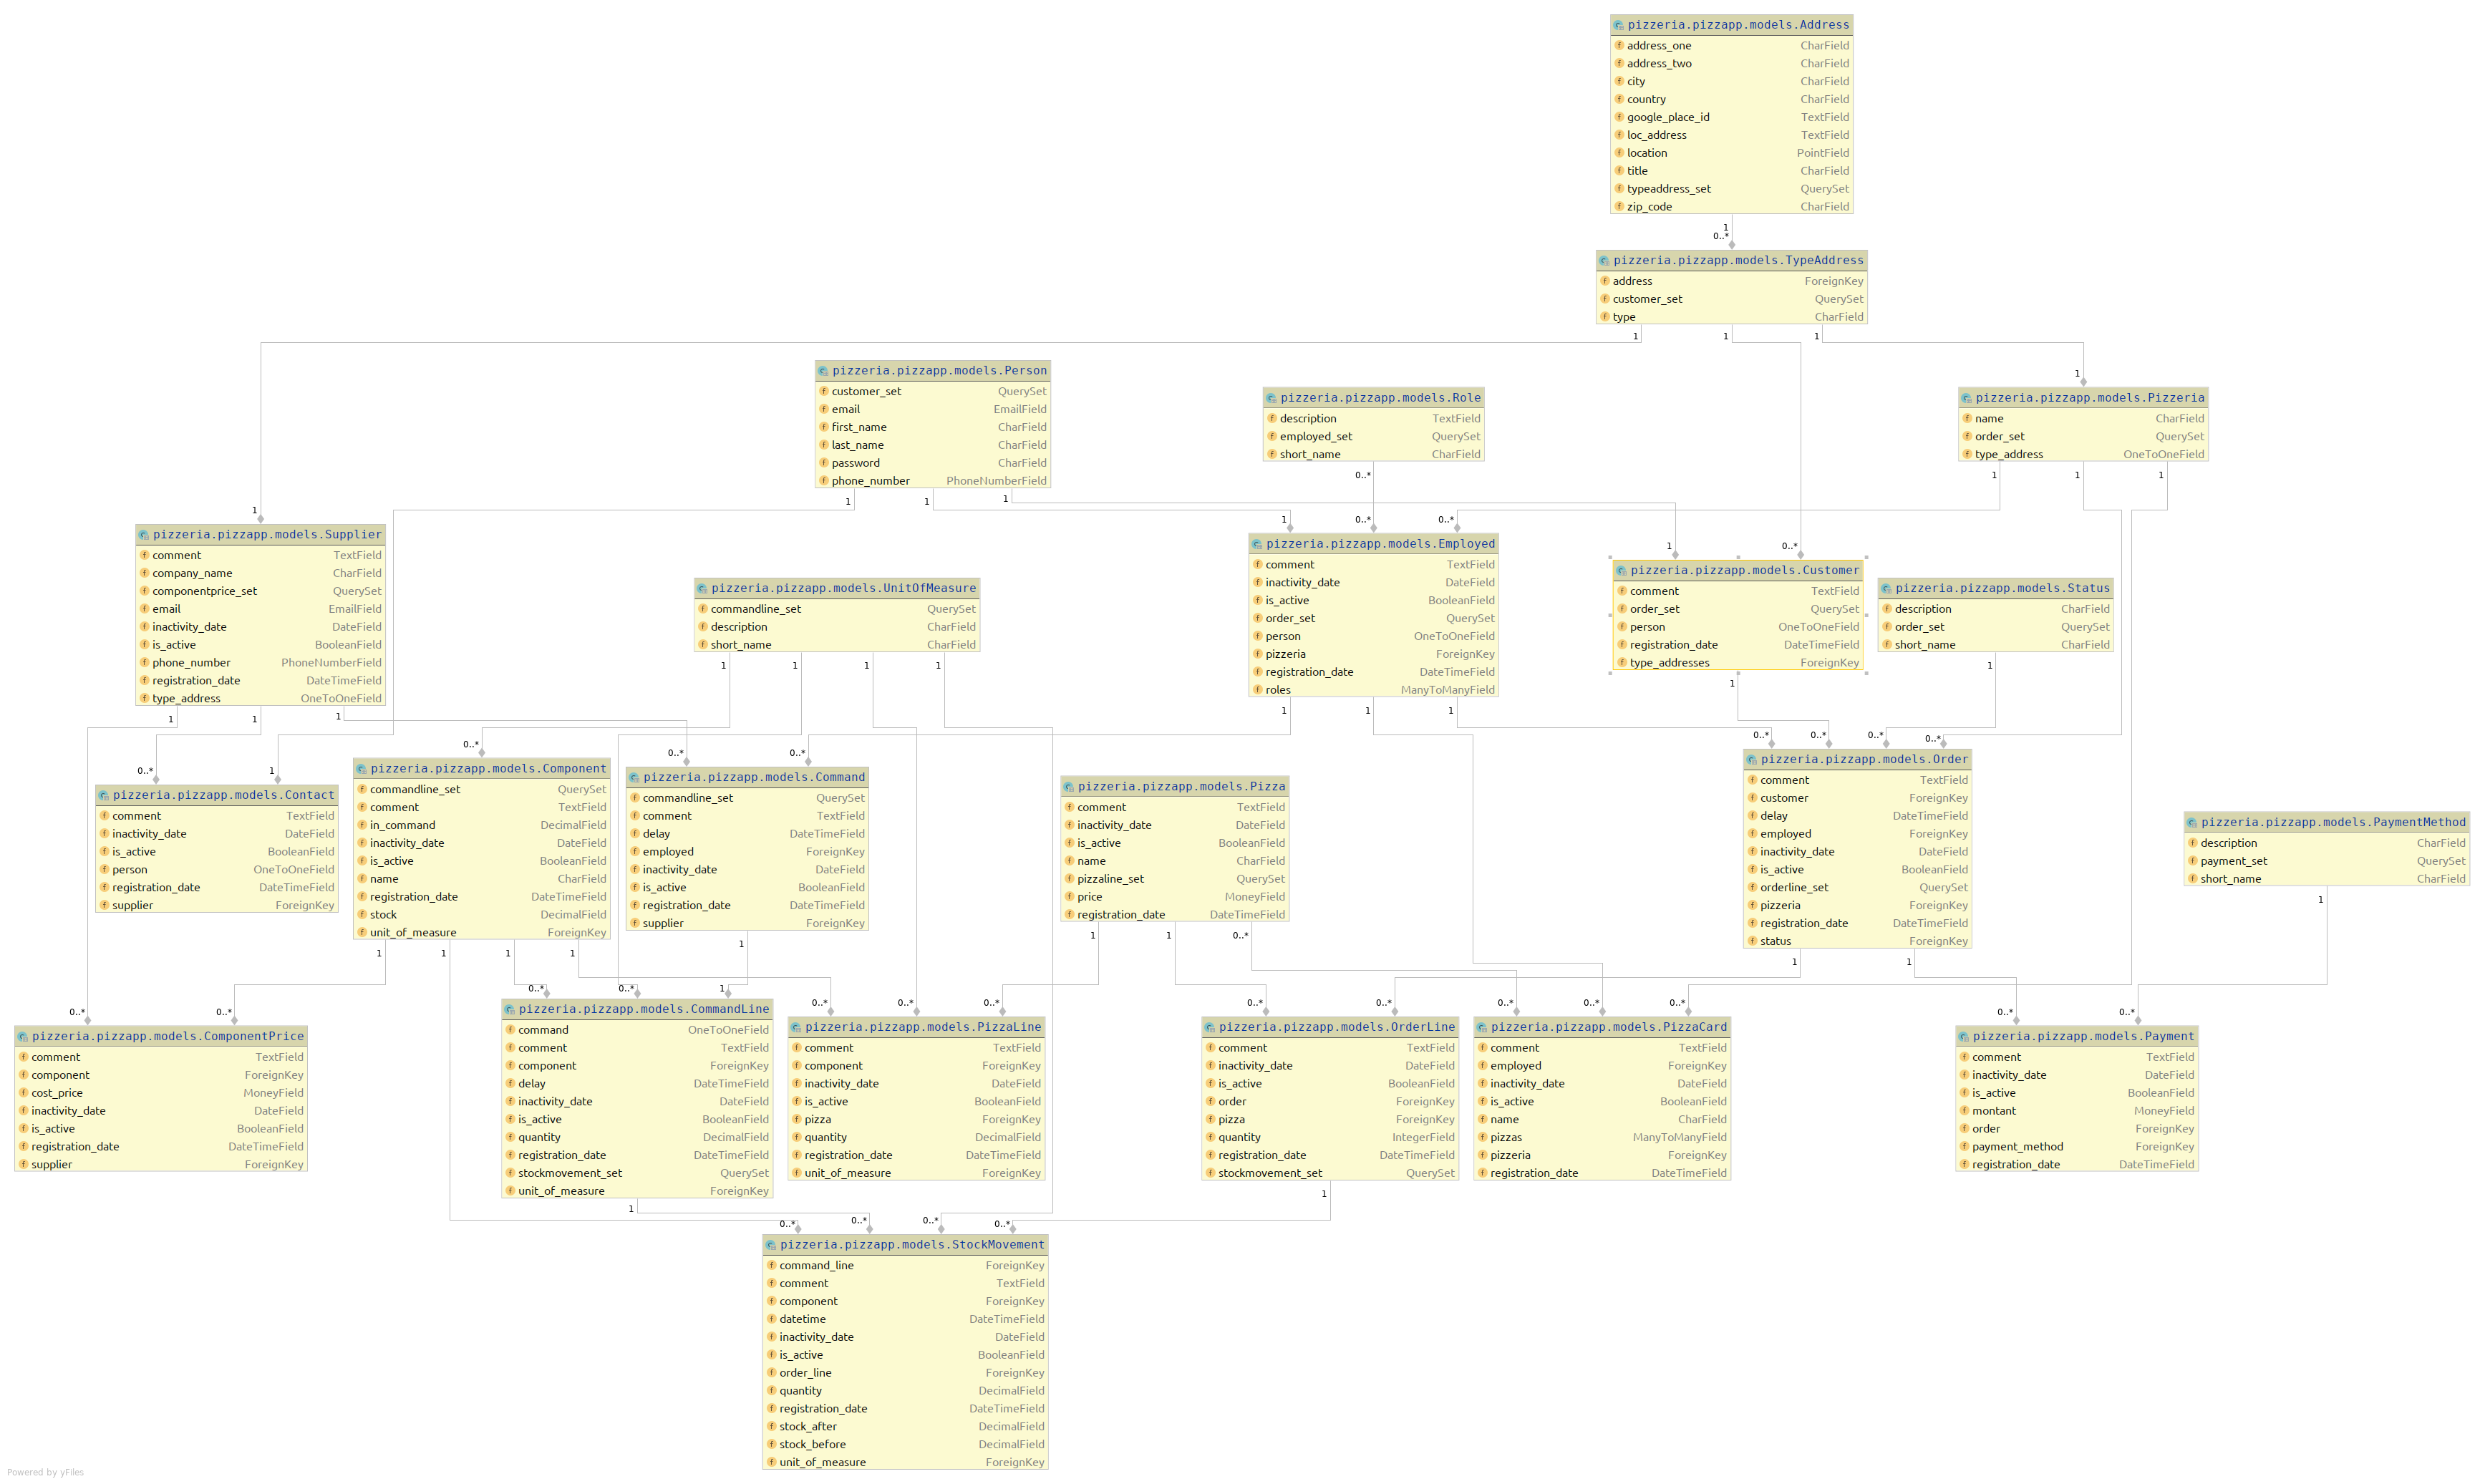 pizzeria.pizzapp.models.Address
address_one CharField
address_two CharField
city CharField
country CharField
google_place_id TextField
loc_address TextField
location PointField
title CharField
typeaddress_set QuerySet
zip_code CharField
1
0..*
pizzeria.pizzapp.models.TypeAddress
address ForeignKey
customer_set QuerySet
type CharField
1 1 1
pizzeria.pizzapp.models.Person
customer_set QuerySet
email EmailField
first_name CharField
last_name CharField
password CharField
phone_number PhoneNumberField
1 1 1
pizzeria.pizzapp.models.Role
description TextField
employed_set QuerySet
short_name CharField
0..*
1
pizzeria.pizzapp.models.Pizzeria
name CharField
order_set QuerySet
type_address OneToOneField
1 1 1
1
pizzeria.pizzapp.models.Supplier
comment TextField
company_name CharField
componentprice_set QuerySet
email EmailField
inactivity_date DateField
is_active BooleanField
phone_number PhoneNumberField
registration_date DateTimeField
type_address OneToOneField
1 1 1
pizzeria.pizzapp.models.UnitOfMeasure
commandline_set QuerySet
description CharField
short_name CharField
1 1 1 1
1 0..* 0..*
pizzeria.pizzapp.models.Employed
comment TextField
inactivity_date DateField
is_active BooleanField
order_set QuerySet
person OneToOneField
pizzeria ForeignKey
registration_date DateTimeField
roles ManyToManyField
1 1 1
1 0..*
pizzeria.pizzapp.models.Customer
comment TextField
order_set QuerySet
person OneToOneField
registration_date DateTimeField
type_addresses ForeignKey
1
pizzeria.pizzapp.models.Status
description CharField
order_set QuerySet
short_name CharField
1
0..* 1
pizzeria.pizzapp.models.Contact
comment TextField
inactivity_date DateField
is_active BooleanField
person OneToOneField
registration_date DateTimeField
supplier ForeignKey
0..*
pizzeria.pizzapp.models.Component
commandline_set QuerySet
comment TextField
in_command DecimalField
inactivity_date DateField
is_active BooleanField
name CharField
registration_date DateTimeField
stock DecimalField
unit_of_measure ForeignKey
1 1 1 1
0..* 0..*
pizzeria.pizzapp.models.Command
commandline_set QuerySet
comment TextField
delay DateTimeField
employed ForeignKey
inactivity_date DateField
is_active BooleanField
registration_date DateTimeField
supplier ForeignKey
1
pizzeria.pizzapp.models.Pizza
comment TextField
inactivity_date DateField
is_active BooleanField
name CharField
pizzaline_set QuerySet
price MoneyField
registration_date DateTimeField
1 1 0..*
0..* 0..* 0..* 0..*
pizzeria.pizzapp.models.Order
comment TextField
customer ForeignKey
delay DateTimeField
employed ForeignKey
inactivity_date DateField
is_active BooleanField
orderline_set QuerySet
pizzeria ForeignKey
registration_date DateTimeField
status ForeignKey
1 1
pizzeria.pizzapp.models.PaymentMethod
description CharField
payment_set QuerySet
short_name CharField
1
0..* 0..*
pizzeria.pizzapp.models.ComponentPrice
comment TextField
component ForeignKey
cost_price MoneyField
inactivity_date DateField
is_active BooleanField
registration_date DateTimeField
supplier ForeignKey
0..* 0..* 1
pizzeria.pizzapp.models.CommandLine
command OneToOneField
comment TextField
component ForeignKey
delay DateTimeField
inactivity_date DateField
is_active BooleanField
quantity DecimalField
registration_date DateTimeField
stockmovement_set QuerySet
unit_of_measure ForeignKey
1
0..* 0..* 0..*
pizzeria.pizzapp.models.PizzaLine
comment TextField
component ForeignKey
inactivity_date DateField
is_active BooleanField
pizza ForeignKey
quantity DecimalField
registration_date DateTimeField
unit_of_measure ForeignKey
0..* 0..*
pizzeria.pizzapp.models.OrderLine
comment TextField
inactivity_date DateField
is_active BooleanField
order ForeignKey
pizza ForeignKey
quantity IntegerField
registration_date DateTimeField
stockmovement_set QuerySet
1
0..* 0..* 0..*
pizzeria.pizzapp.models.PizzaCard
comment TextField
employed ForeignKey
inactivity_date DateField
is_active BooleanField
name CharField
pizzas ManyToManyField
pizzeria ForeignKey
registration_date DateTimeField
0..* 0..*
pizzeria.pizzapp.models.Payment
comment TextField
inactivity_date DateField
is_active BooleanField
montant MoneyField
order ForeignKey
payment_method ForeignKey
registration_date DateTimeField
0..* 0..* 0..* 0..*
pizzeria.pizzapp.models.StockMovement
command_line ForeignKey
comment TextField
component ForeignKey
datetime DateTimeField
inactivity_date DateField
is_active BooleanField
order_line ForeignKey
quantity DecimalField
registration_date DateTimeField
stock_after DecimalField
stock_before DecimalField
unit_of_measure ForeignKey
Powered by yFiles